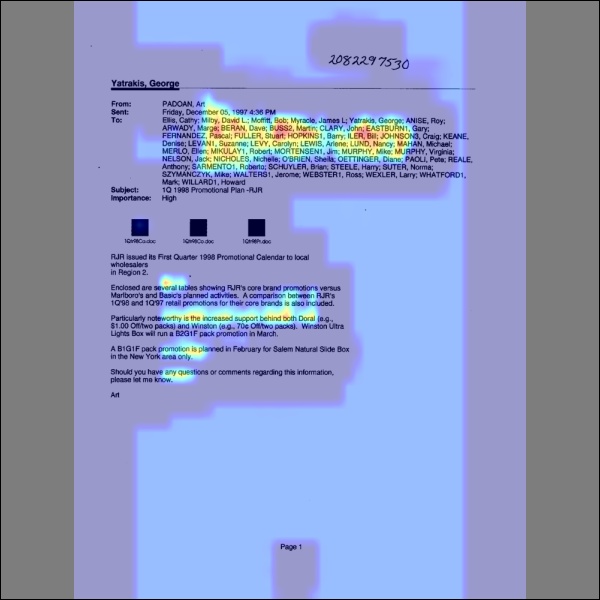 2082297530
Yatrakis, George
From: PADOAN, Art
Sent: Friday, December 05, 1997 4:36 PM
To: Ellis, Cathy; Milby, David L.; Moffitt, Bob; Myracle, James L; Yatrakis, George; ANISE, Roy;
ARWADY, Marge; BERAN, Dave; BUSS2, Martin; CLARY, John; EASTBURN1, Gary;
FERNANDEZ, Pascal; FULLER, Stuart; HOPKINS1, Barry; ILER, Bill; JOHNSON3, Craig; KEANE,
Denise; LEVAN1, Suzanne; LEVY, Carolyn; LEWIS, Arlene; LUND, Nancy; MAHAN, Michael;
MERLO, Ellen; MIKULAY1, Robert; MORTENSEN1, Jim; MURPHY, Mike; MURPHY, Virginia;
NELSON, Jack; NICHOLES, Nichelle; O'BRIEN, Sheila; OETTINGER, Diane; PAOLI, Pete; REALE,
Anthony; SARMENTO1, Roberto; SCHUYLER, Brian; STEELE, Harry; SUTER, Norma;
SZYMANCZYK, Mike; WALTERS1, Jerome; WEBSTER1, Ross; WEXLER, Larry; WHATFORD1,
Mark; WILLARD1, Howard
Subject: 1Q 1998 Promotional Plan -RJR
Importance: High
1Qtr98Co.doc 1Qtr98Co.doc 1Qtr98Pr.doc
RJR issued its First Quarter 1998 Promotional Calendar to local
wholesalers
in Region 2.
Enclosed are several tables showing RJR's core brand promotions versus
Marlboro's and Basic's planned activities. A comparison between RJR's
1Q'98 and 1Q'97 retail promotions for their core brands is also included.
Particularly noteworthy is the increased support behind both Doral (e.g.,
$1.00 Off/two packs) and Winston (e.g., 70¢ Off/two packs). Winston Ultra
Lights Box will run a B2G1F pack promotion in March.
A B1G1F pack promotion is planned in February for Salem Natural Slide Box
in the New York area only.
Should you have any questions or comments regarding this information,
please let me know.
Art
Page 1